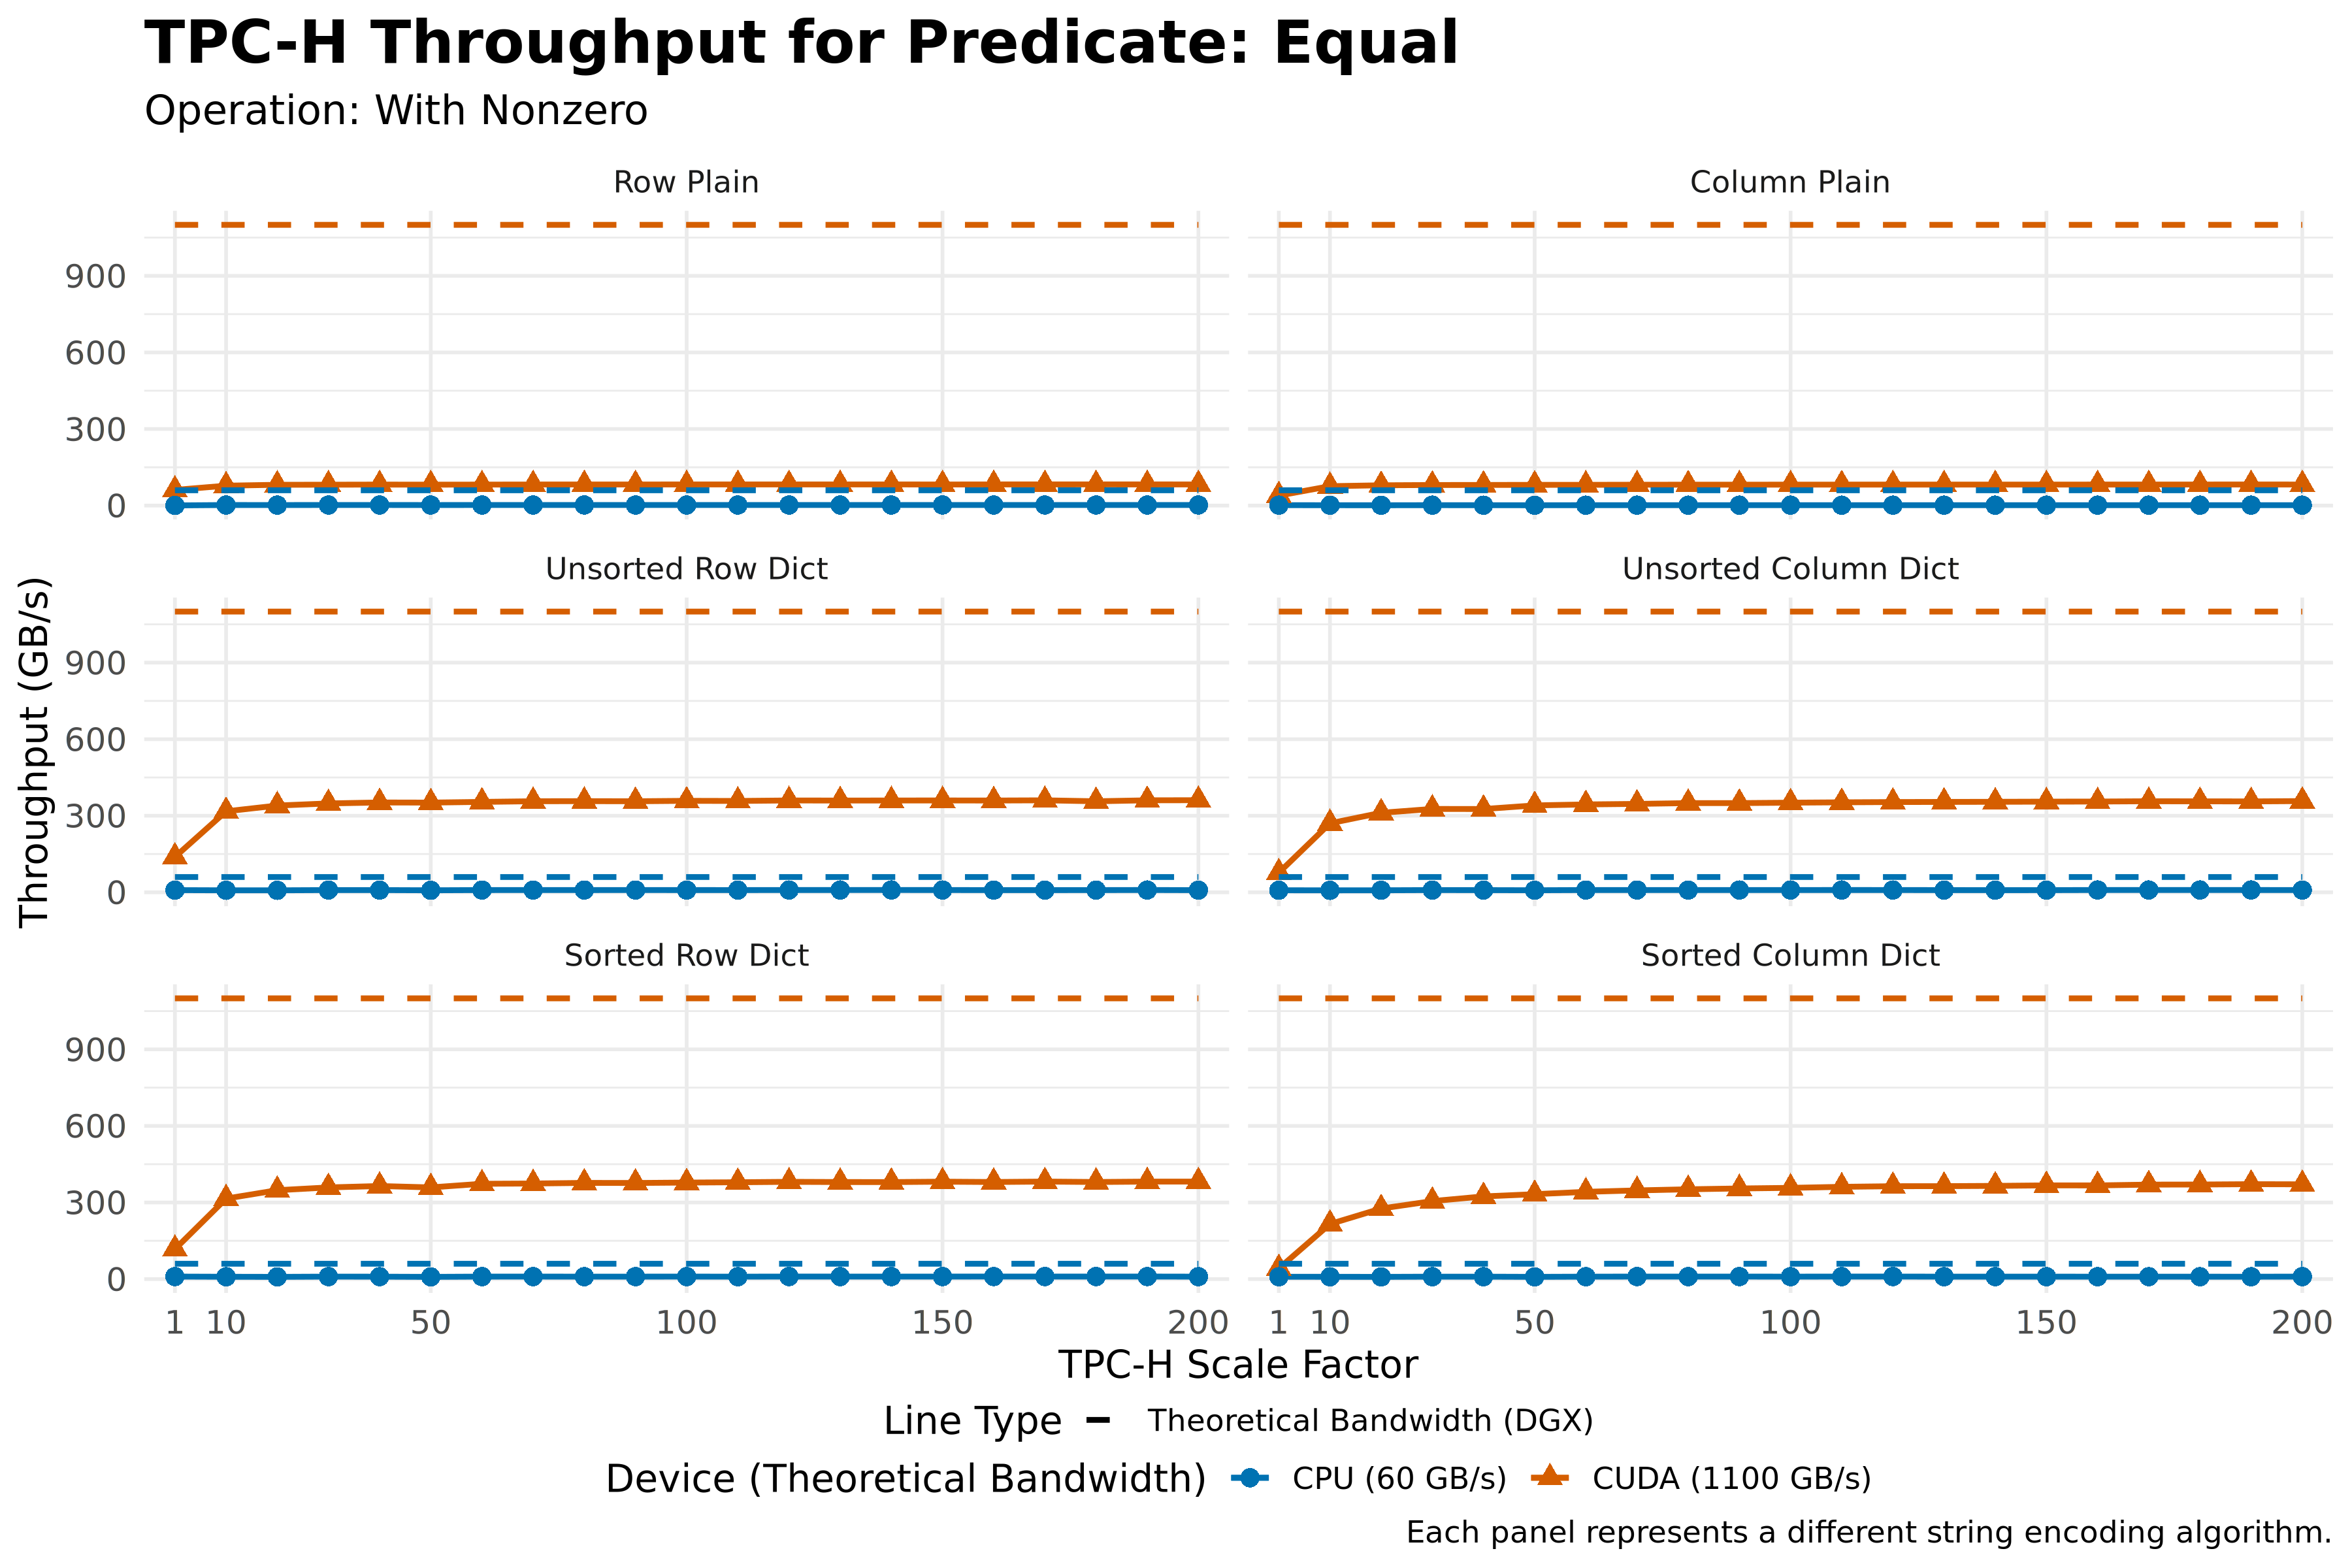 TPC-H Throughput for Predicate: Equal
Operation: With Nonzero
Row Plain
Column Plain
900
600
300
0
Unsorted Row Dict
Unsorted Column Dict
900
600
300
0
Sorted Row Dict
Sorted Column Dict
900
600
300
0
Throughput (GB/s)
1 10 50 100 150 200
1 10 50 100 150 200
TPC-H Scale Factor
Line Type Theoretical Bandwidth (DGX)
Device (Theoretical Bandwidth) CPU (60 GB/s) CUDA (1100 GB/s)
Each panel represents a different string encoding algorithm.